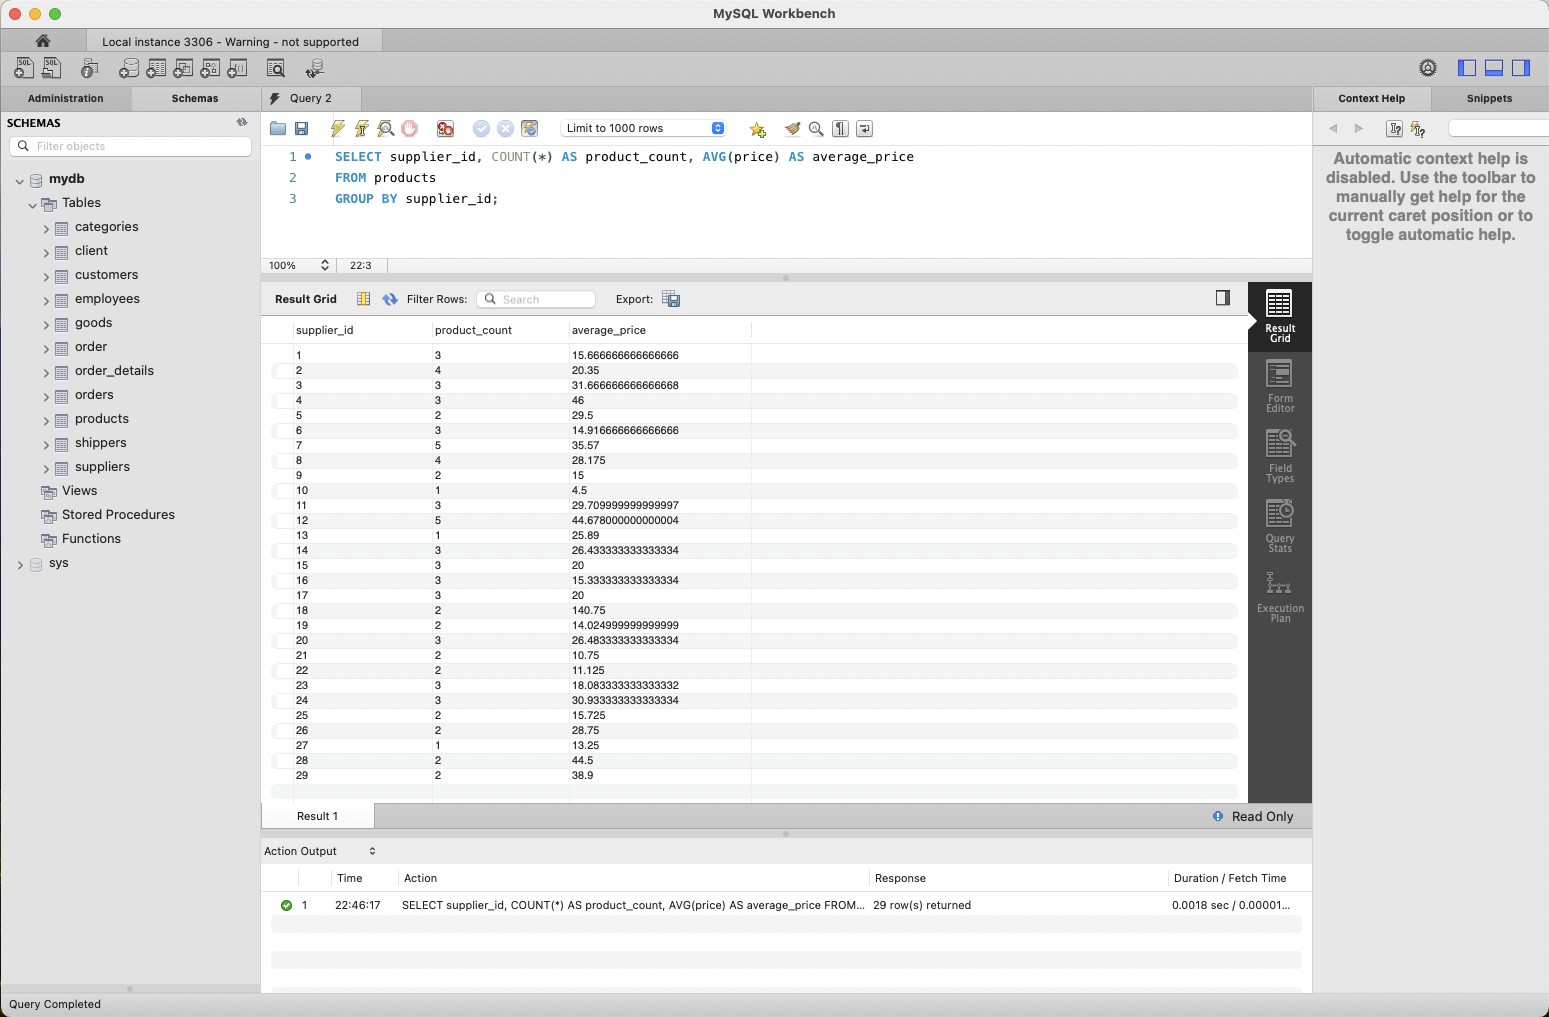 MySQL Workbench
Local instance 3306 - Warning - not supported
Administration
Schemas
Query 2
Context Help
Snippets
SCHEMAS
Filter objects
mydb
Tables
categories
client
customers
employees
goods
order
order_details
orders
products
shippers
suppliers
Views
Stored Procedures
Functions
sys
Limit to 1000 rows
1 SELECT supplier_id, COUNT(*) AS product_count, AVG(price) AS average_price
2 FROM products
3 GROUP BY supplier_id;
100% 22:3
Automatic context help is
disabled. Use the toolbar to
manually get help for the
current caret position or to
toggle automatic help.
Result Grid Filter Rows: Search Export:
supplier_id product_count average_price
1 3 15.666666666666666
2 4 20.35
3 3 31.666666666666668
4 3 46
5 2 29.5
6 3 14.916666666666666
7 5 35.57
8 4 28.175
9 2 15
10 1 4.5
11 3 29.709999999999997
12 5 44.678000000000004
13 1 25.89
14 3 26.433333333333334
15 3 20
16 3 15.333333333333334
17 3 20
18 2 140.75
19 2 14.024999999999999
20 3 26.483333333333334
21 2 10.75
22 2 11.125
23 3 18.083333333333332
24 3 30.933333333333334
25 2 15.725
26 2 28.75
27 1 13.25
28 2 44.5
29 2 38.9
Result
Grid
Form
Editor
Field
Types
Query
Stats
Execution
Plan
Result 1
Read Only
Action Output
Time Action Response Duration / Fetch Time
1 22:46:17 SELECT supplier_id, COUNT(*) AS product_count, AVG(price) AS average_price FROM... 29 row(s) returned 0.0018 sec / 0.00001...
Query Completed